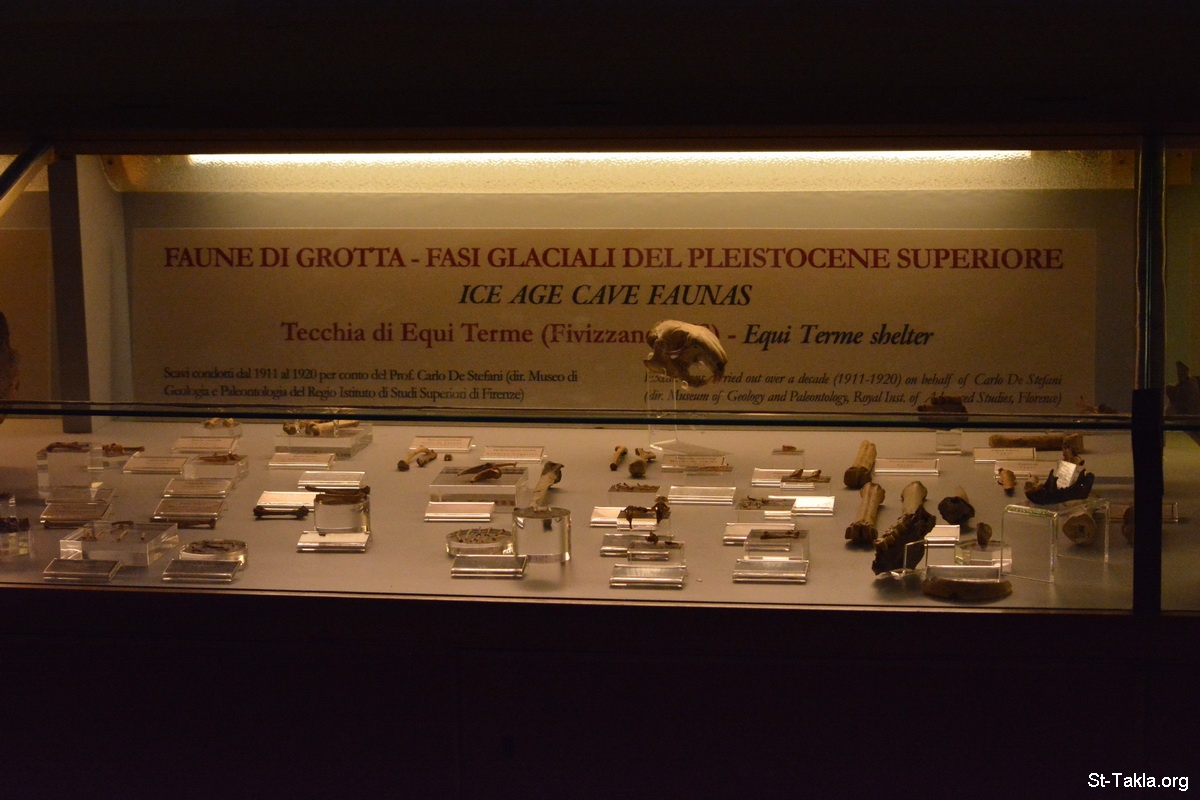 FAUNE DI GROTTA - FASI GLACIALI DEL PLEISTOCENE SUPERIORE
ICE AGE CAVE FAUNAS
Tecchia di Equi Terme (Fivizzano - Equi Terme shelter
Scavi condotti dal 1911 al 1920 per conto del Prof. Carlo De Stefani (dir. Museo di
Geologia e Paleontologia del Regio Istituto di Studi Superiori di Firenze)
out over a decade (1911-1920) on behalf of Carlo De Stefani
(dir. Museum of Geology and Paleontology, Royal Inst. of Studies, Florence)
St-Takla.org